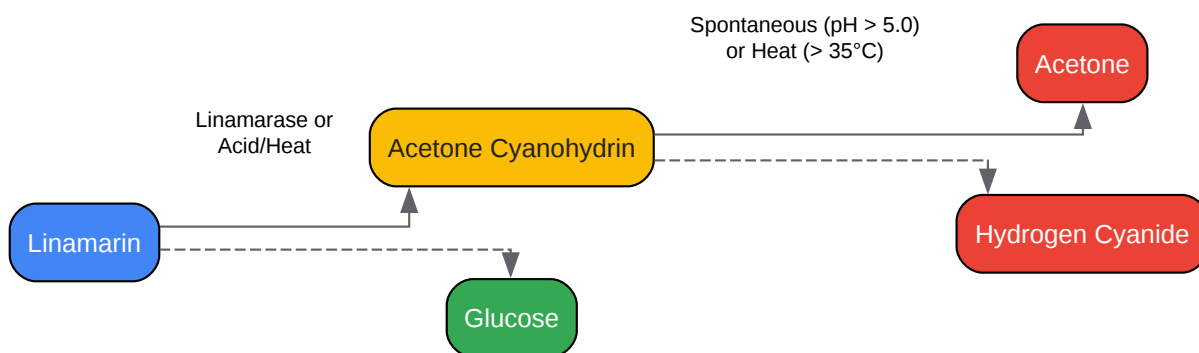 Spontaneous (pH > 5.0)
or Heat (> 35°C)
Acetone
Linamarase or
Acid/Heat
Acetone Cyanohydrin
Linamarin
Hydrogen Cyanide
Glucose